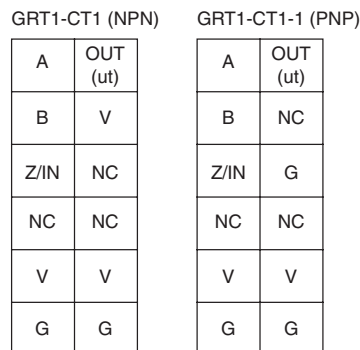 GRT1-CT1 (NPN) GRT1-CT1-1 (PNP)
A OUT (ut) A OUT (ut)
B V B NC
Z/IN NC Z/IN G
NC NC NC NC
V V V V
G G G G